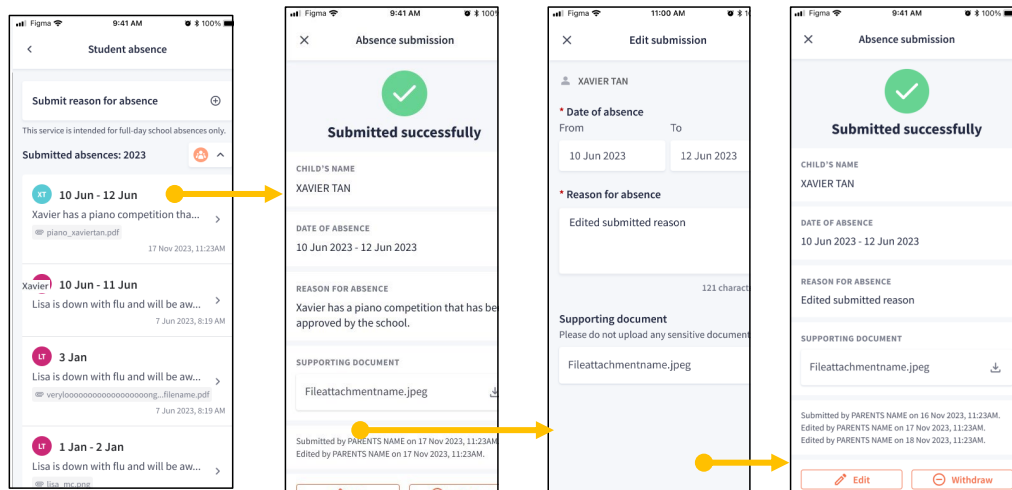 Figma 9:41 AM 100%
Student absence
Submit reason for absence
This service is intended for full-day school absences only.
Submitted absences: 2023
XT 10 Jun - 12 Jun
Xavier has a piano competition tha...
piano_xaviertan.pdf
17 Nov 2023, 11:23AM
Xavier 10 Jun - 11 Jun
Lisa is down with flu and will be aw...
7 Jun 2023, 8:19 AM
LT 3 Jan
Lisa is down with flu and will be aw...
verylooooooooooooooooong...filename.pdf
7 Jun 2023, 8:19 AM
LT 1 Jan - 2 Jan
Lisa is down with flu and will be aw...
lisa_mc.png
Figma 9:41 AM 100%
Absence submission
Submitted successfully
CHILD'S NAME
XAVIER TAN
DATE OF ABSENCE
10 Jun 2023 - 12 Jun 2023
REASON FOR ABSENCE
Xavier has a piano competition that has be
approved by the school.
SUPPORTING DOCUMENT
Fileattachmentname.jpeg
Submitted by PARENTS NAME on 17 Nov 2023, 11:23AM
Edited by PARENTS NAME on 17 Nov 2023, 11:23AM.
Figma 11:00 AM
Edit submission
XAVIER TAN
* Date of absence
From To
10 Jun 2023 12 Jun 2023
* Reason for absence
Edited submitted reason
121 charact
Supporting document
Please do not upload any sensitive document
Fileattachmentname.jpeg
Figma 9:41 AM 100%
Absence submission
Submitted successfully
CHILD'S NAME
XAVIER TAN
DATE OF ABSENCE
10 Jun 2023 - 12 Jun 2023
REASON FOR ABSENCE
Edited submitted reason
SUPPORTING DOCUMENT
Fileattachmentname.jpeg
Submitted by PARENTS NAME on 16 Nov 2023, 11:23AM.
Edited by PARENTS NAME on 17 Nov 2023, 11:23AM.
Edited by PARENTS NAME on 18 Nov 2023, 11:23AM.
Edit Withdraw